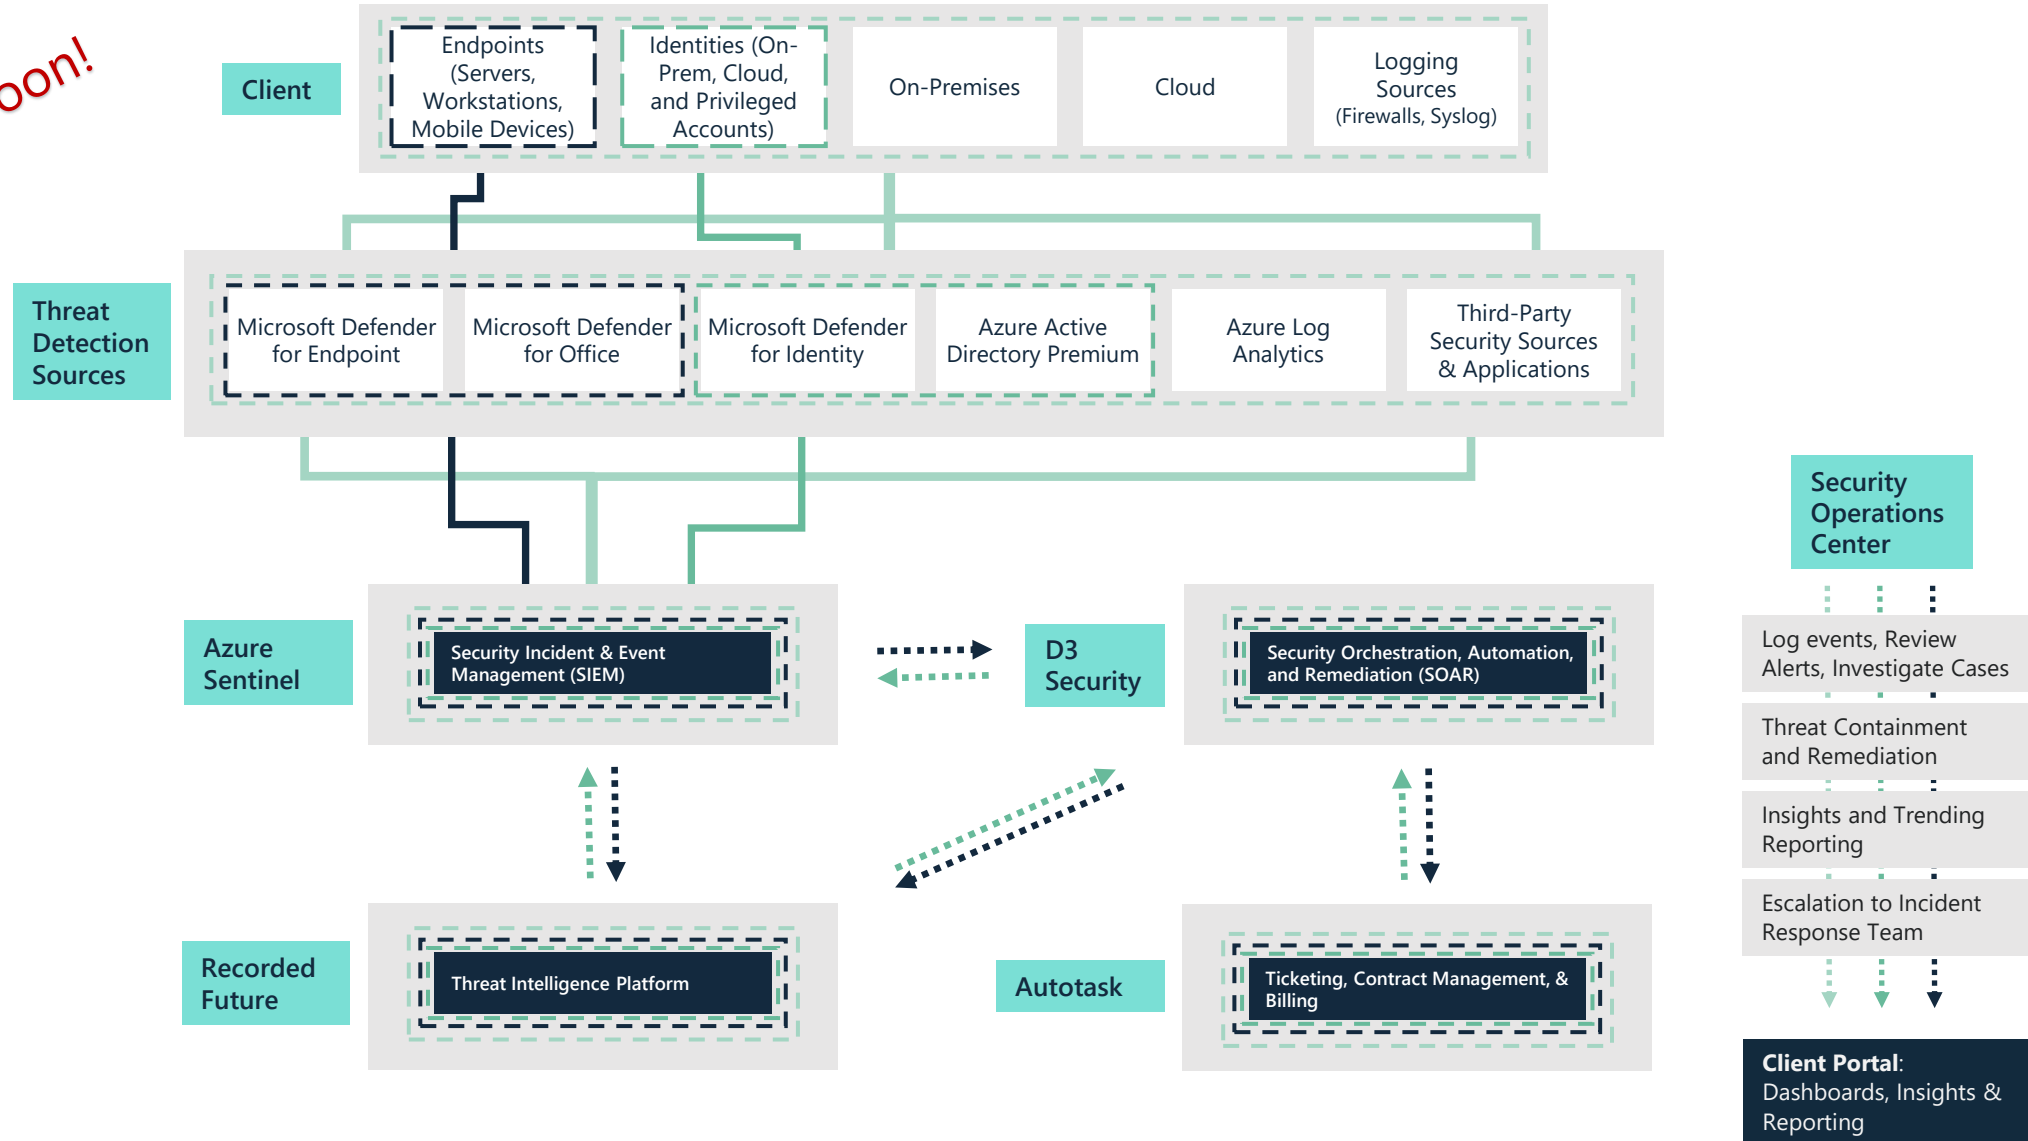 Client
Endpoints
(Servers,
Workstations,
Mobile Devices)
Identities (On-
Prem, Cloud,
and Privileged
Accounts)
On-Premises
Cloud
Logging
Sources
(Firewalls, Syslog)
Threat
Detection
Sources
Microsoft Defender
for Endpoint
Microsoft Defender
for Office
Microsoft Defender
for Identity
Azure Active
Directory Premium
Azure Log
Analytics
Third-Party
Security Sources
& Applications
Azure
Sentinel
Security Incident & Event
Management (SIEM)
D3
Security
Security Orchestration, Automation,
and Remediation (SOAR)
Recorded
Future
Threat Intelligence Platform
Autotask
Ticketing, Contract Management, &
Billing
Security
Operations
Center
Log events, Review
Alerts, Investigate Cases
Threat Containment
and Remediation
Insights and Trending
Reporting
Escalation to Incident
Response Team
Client Portal:
Dashboards, Insights &
Reporting